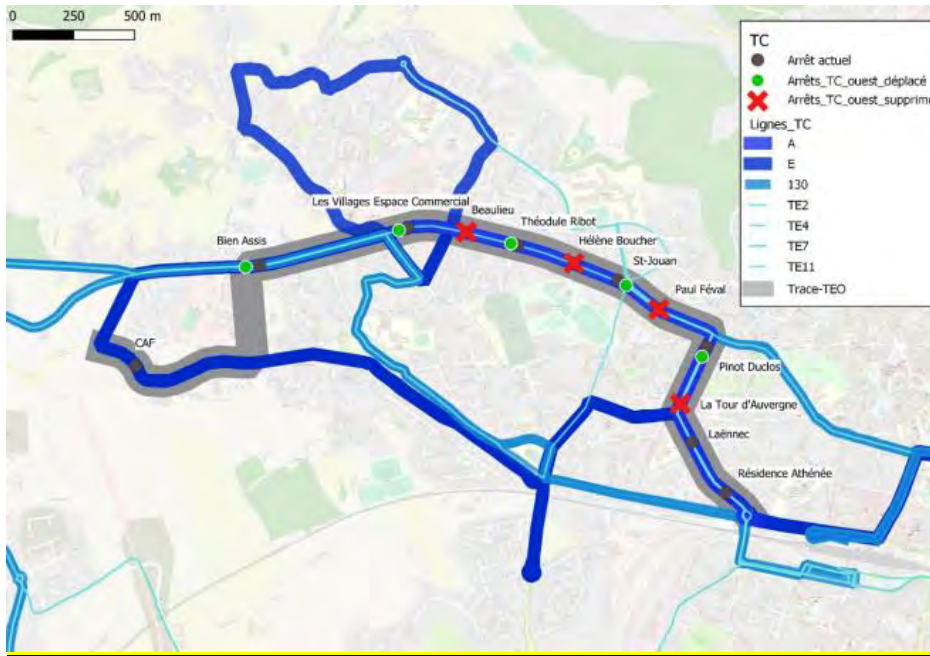 0 250 500 m
TC
Arrêt actuel
Arrêts_TC_ouest_déplacé
Arrêts_TC_ouest_supprimé
Lignes_TC
A
E
130
TE2
TE4
TE7
TE11
Trace-TEO
Les Villages Espace Commercial
Beaulieu
Bien Assis
Théodule Ribot
Hélène Boucher
St-Jouan
Paul Féval
CAF
Pinot Duclos
La Tour d'Auvergne
Laënnec
Résidence Athénée